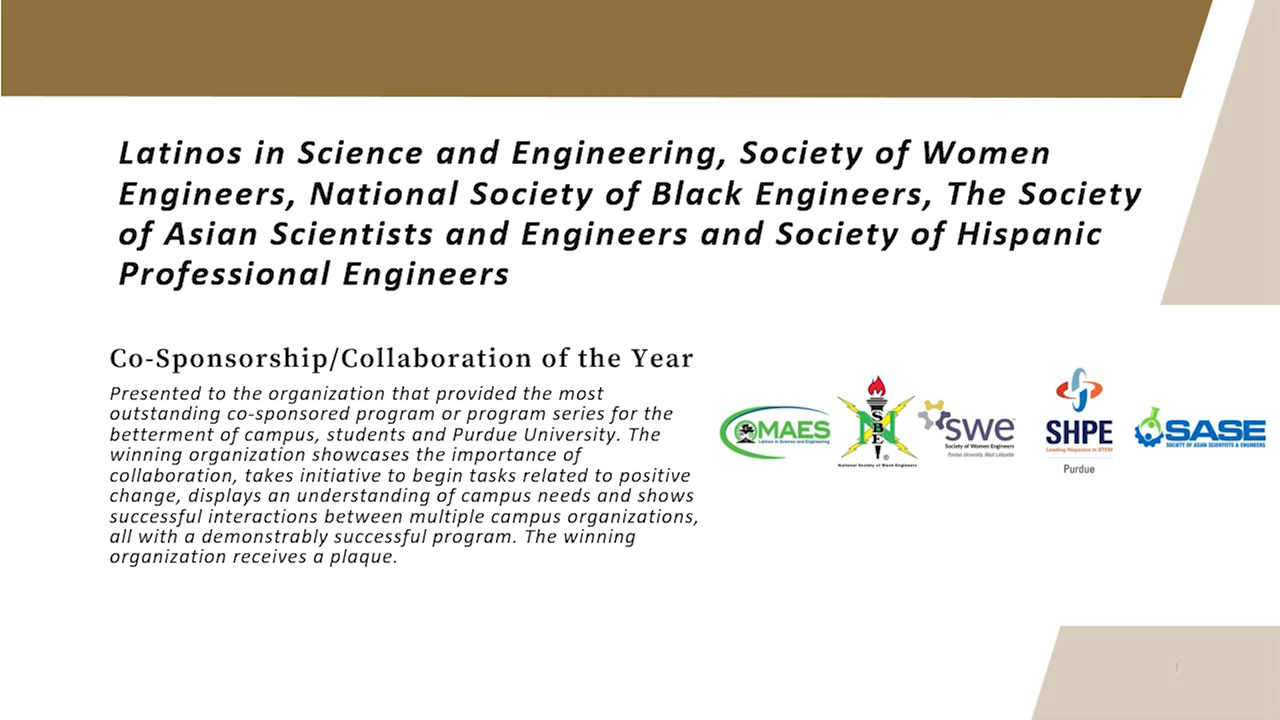 Latinos in Science and Engineering, Society of Women
Engineers, National Society of Black Engineers, The Society
of Asian Scientists and Engineers and Society of Hispanic
Professional Engineers
Co-Sponsorship/Collaboration of the Year
Presented to the organization that provided the most
outstanding co-sponsored program or program series for the
betterment of campus, students and Purdue University. The
winning organization showcases the importance of
collaboration, takes initiative to begin tasks related to positive
change, displays an understanding of campus needs and shows
successful interactions between multiple campus organizations,
all with a demonstrably successful program. The winning
organization receives a plaque.
MAES
Latinos in Science and Engineering
NSBE
®
National Society of Black Engineers
swe
Society of Women Engineers
Purdue University, West Lafayette
SHPE
Leading Hispanics in STEM
Purdue
SASE
SOCIETY OF ASIAN SCIENTISTS & ENGINEERS